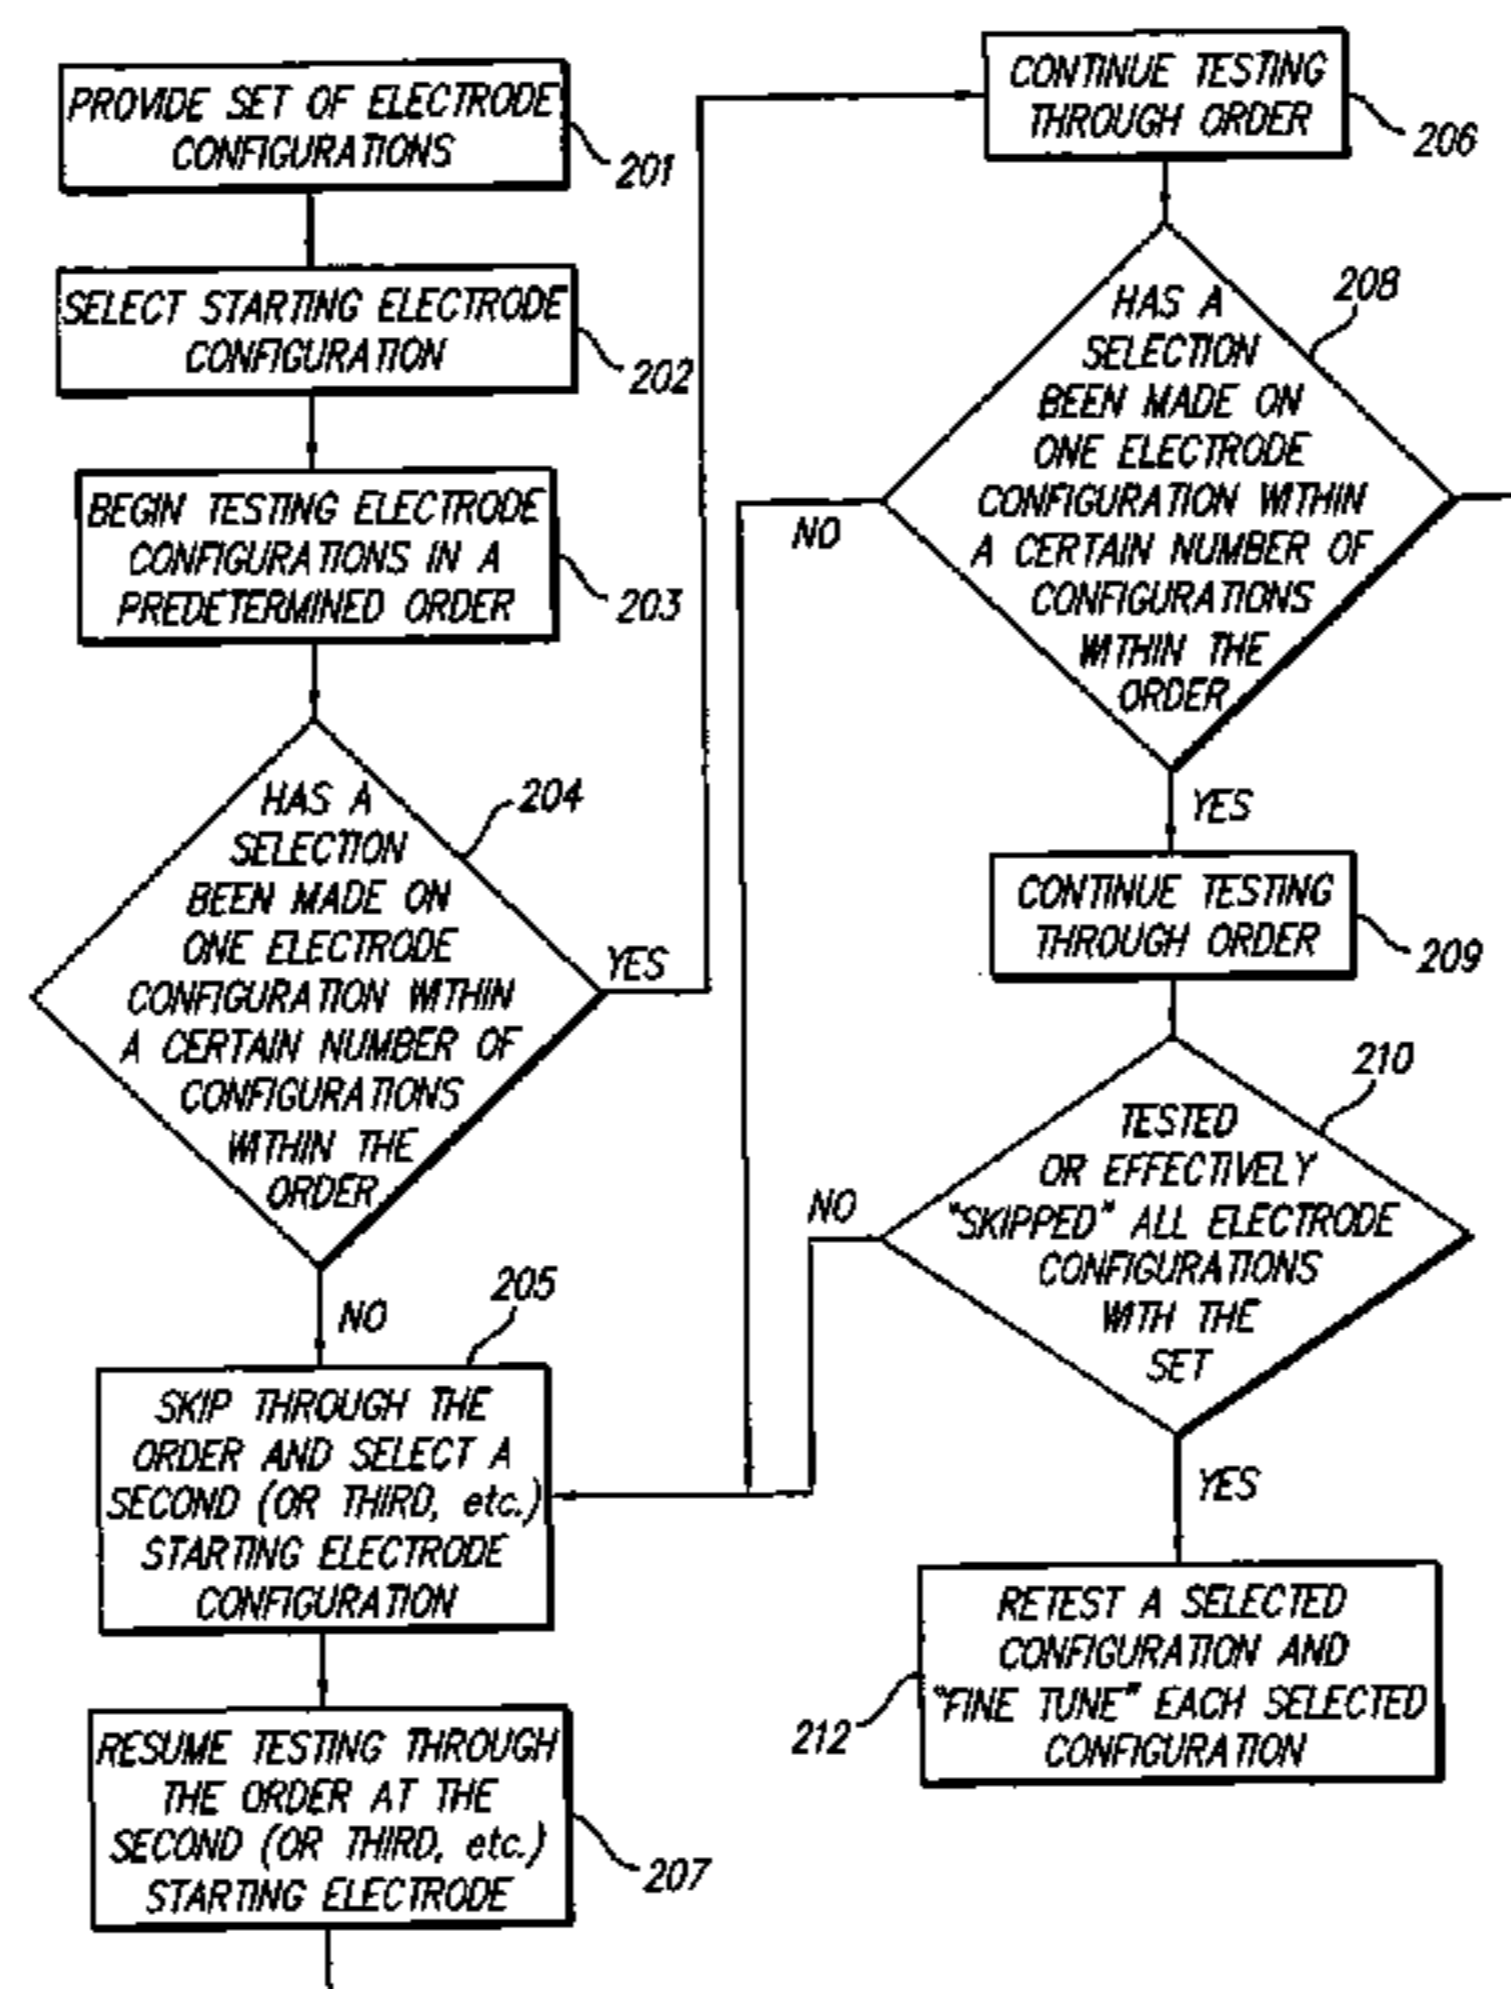 PROVIDE SET OF ELECTRODE
CONFIGURATIONS
201
SELECT STARTING ELECTRODE
CONFIGURATION
202
BEGIN TESTING ELECTRODE
CONFIGURATIONS IN A
PREDETERMINED ORDER
203
HAS A
SELECTION
BEEN MADE ON
ONE ELECTRODE
CONFIGURATION WITHIN
A CERTAIN NUMBER OF
CONFIGURATIONS
WITHIN THE
ORDER
204
YES
NO
205
SKIP THROUGH THE
ORDER AND SELECT A
SECOND (OR THIRD, etc.)
STARTING ELECTRODE
CONFIGURATION
RESUME TESTING THROUGH
THE ORDER AT THE
SECOND (OR THIRD, etc.)
STARTING ELECTRODE
207
CONTINUE TESTING
THROUGH ORDER
206
HAS A
SELECTION
BEEN MADE ON
ONE ELECTRODE
CONFIGURATION WITHIN
A CERTAIN NUMBER OF
CONFIGURATIONS
WITHIN THE
ORDER
208
NO
YES
CONTINUE TESTING
THROUGH ORDER
209
TESTED
OR EFFECTIVELY
"SKIPPED" ALL ELECTRODE
CONFIGURATIONS
WITH THE
SET
210
NO
YES
RETEST A SELECTED
CONFIGURATION AND
"FINE TUNE" EACH SELECTED
CONFIGURATION
212